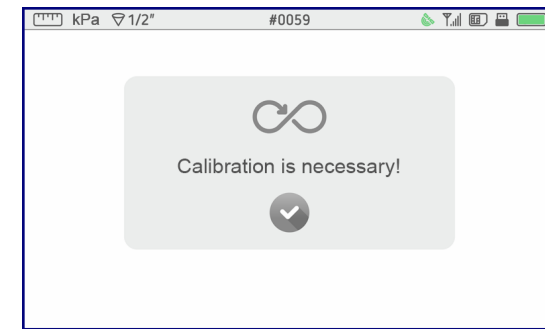 kPa 1/2" #0059
Calibration is necessary!